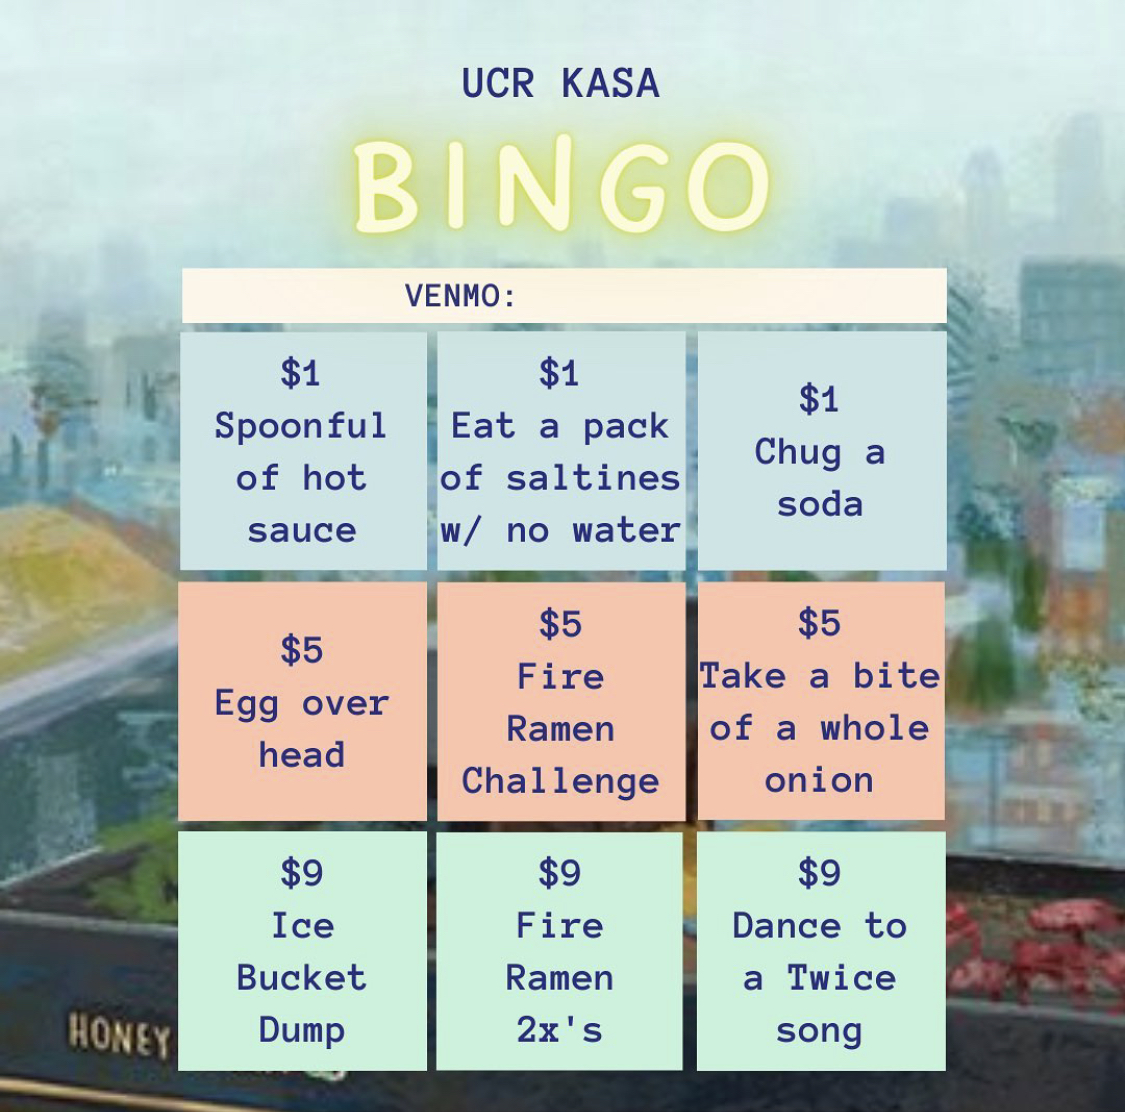 UCR KASA
BINGO
VENMO:
$1
Spoonful
of hot
sauce
$1
Eat a pack
of saltines
w/ no water
$1
Chug a
soda
$5
Egg over
head
$5
Fire
Ramen
Challenge
$5
Take a bite
of a whole
onion
$9
Ice
Bucket
Dump
$9
Fire
Ramen
2x's
$9
Dance to
a Twice
song
HONEY